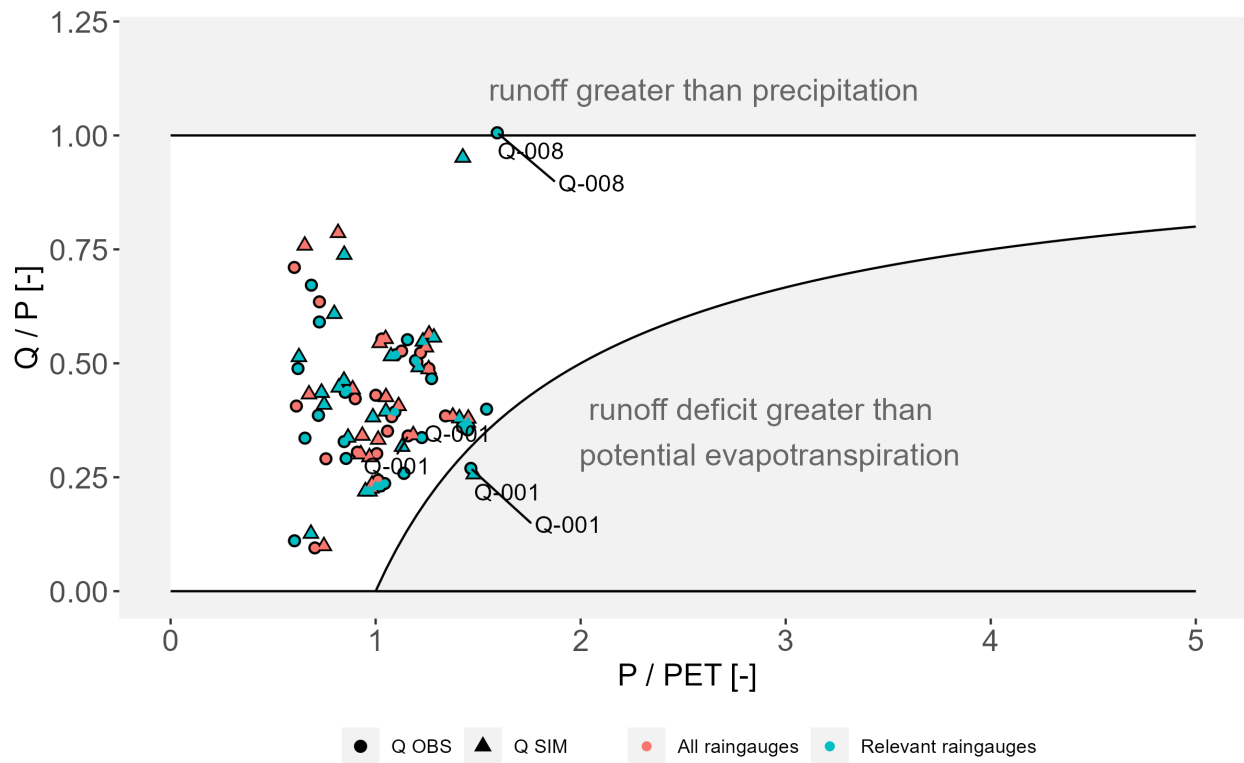 1.25
runoff greater than precipitation
1.00
Q-008
Q-008
0.75
Q / P [-]
0.50
runoff deficit greater than
Q-001
potential evapotranspiration
Q-001
0.25
Q-001
Q-001
0.00
0 1 2 3 4 5
P / PET [-]
Q OBS Q SIM All raingauges Relevant raingauges